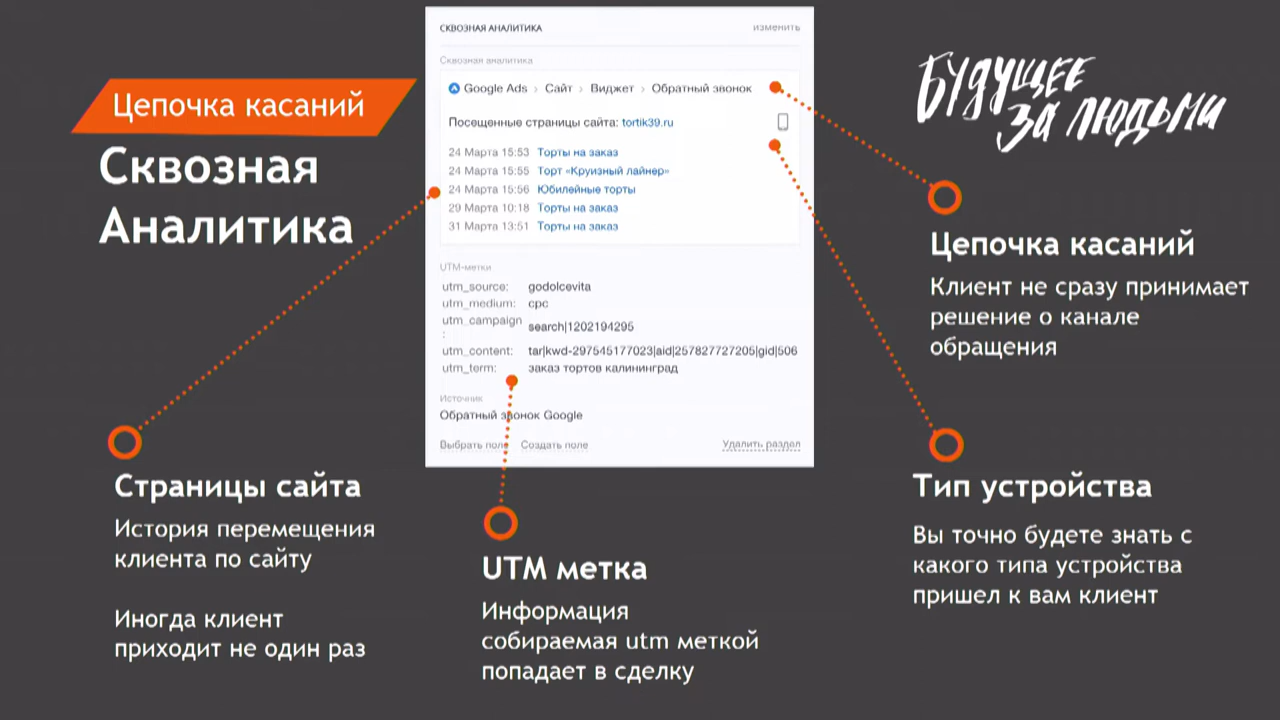 Цепочка касаний
Сквозная
Аналитика
СКВОЗНАЯ АНАЛИТИКА
изменить
Сквозная аналитика
Google Ads › Сайт › Виджет › Обратный звонок
Посещенные страницы сайта: tortik39.ru
24 Марта 15:53 Торты на заказ
24 Марта 15:55 Торт «Круизный лайнер»
24 Марта 15:56 Юбилейные торты
29 Марта 10:18 Торты на заказ
31 Марта 13:51 Торты на заказ
UTM-метки
utm_source: godolcevita
utm_medium: cpc
utm_campaign
: search|1202194295
utm_content: tar|kwd-297545177023|aid|257827727205|gid|506
utm_term: заказ тортов калининград
Источник
Обратный звонок Google
Выбрать поле Создать поле Удалить раздел
БУДУЩЕЕ
ЗА ЛЮДЬМИ
Цепочка касаний
Клиент не сразу принимает
решение о канале
обращения
Страницы сайта
История перемещения
клиента по сайту
Иногда клиент
приходит не один раз
UTM метка
Информация
собираемая utm меткой
попадает в сделку
Тип устройства
Вы точно будете знать с
какого типа устройства
пришел к вам клиент